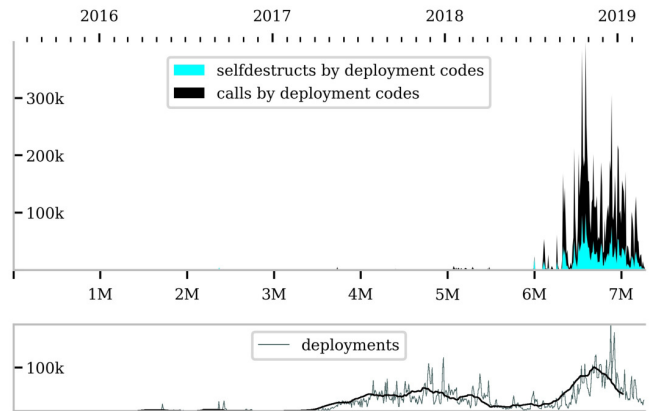 2016 2017 2018 2019
selfdestructs by deployment codes
calls by deployment codes
300k
200k
100k
1M 2M 3M 4M 5M 6M 7M
deployments
100k